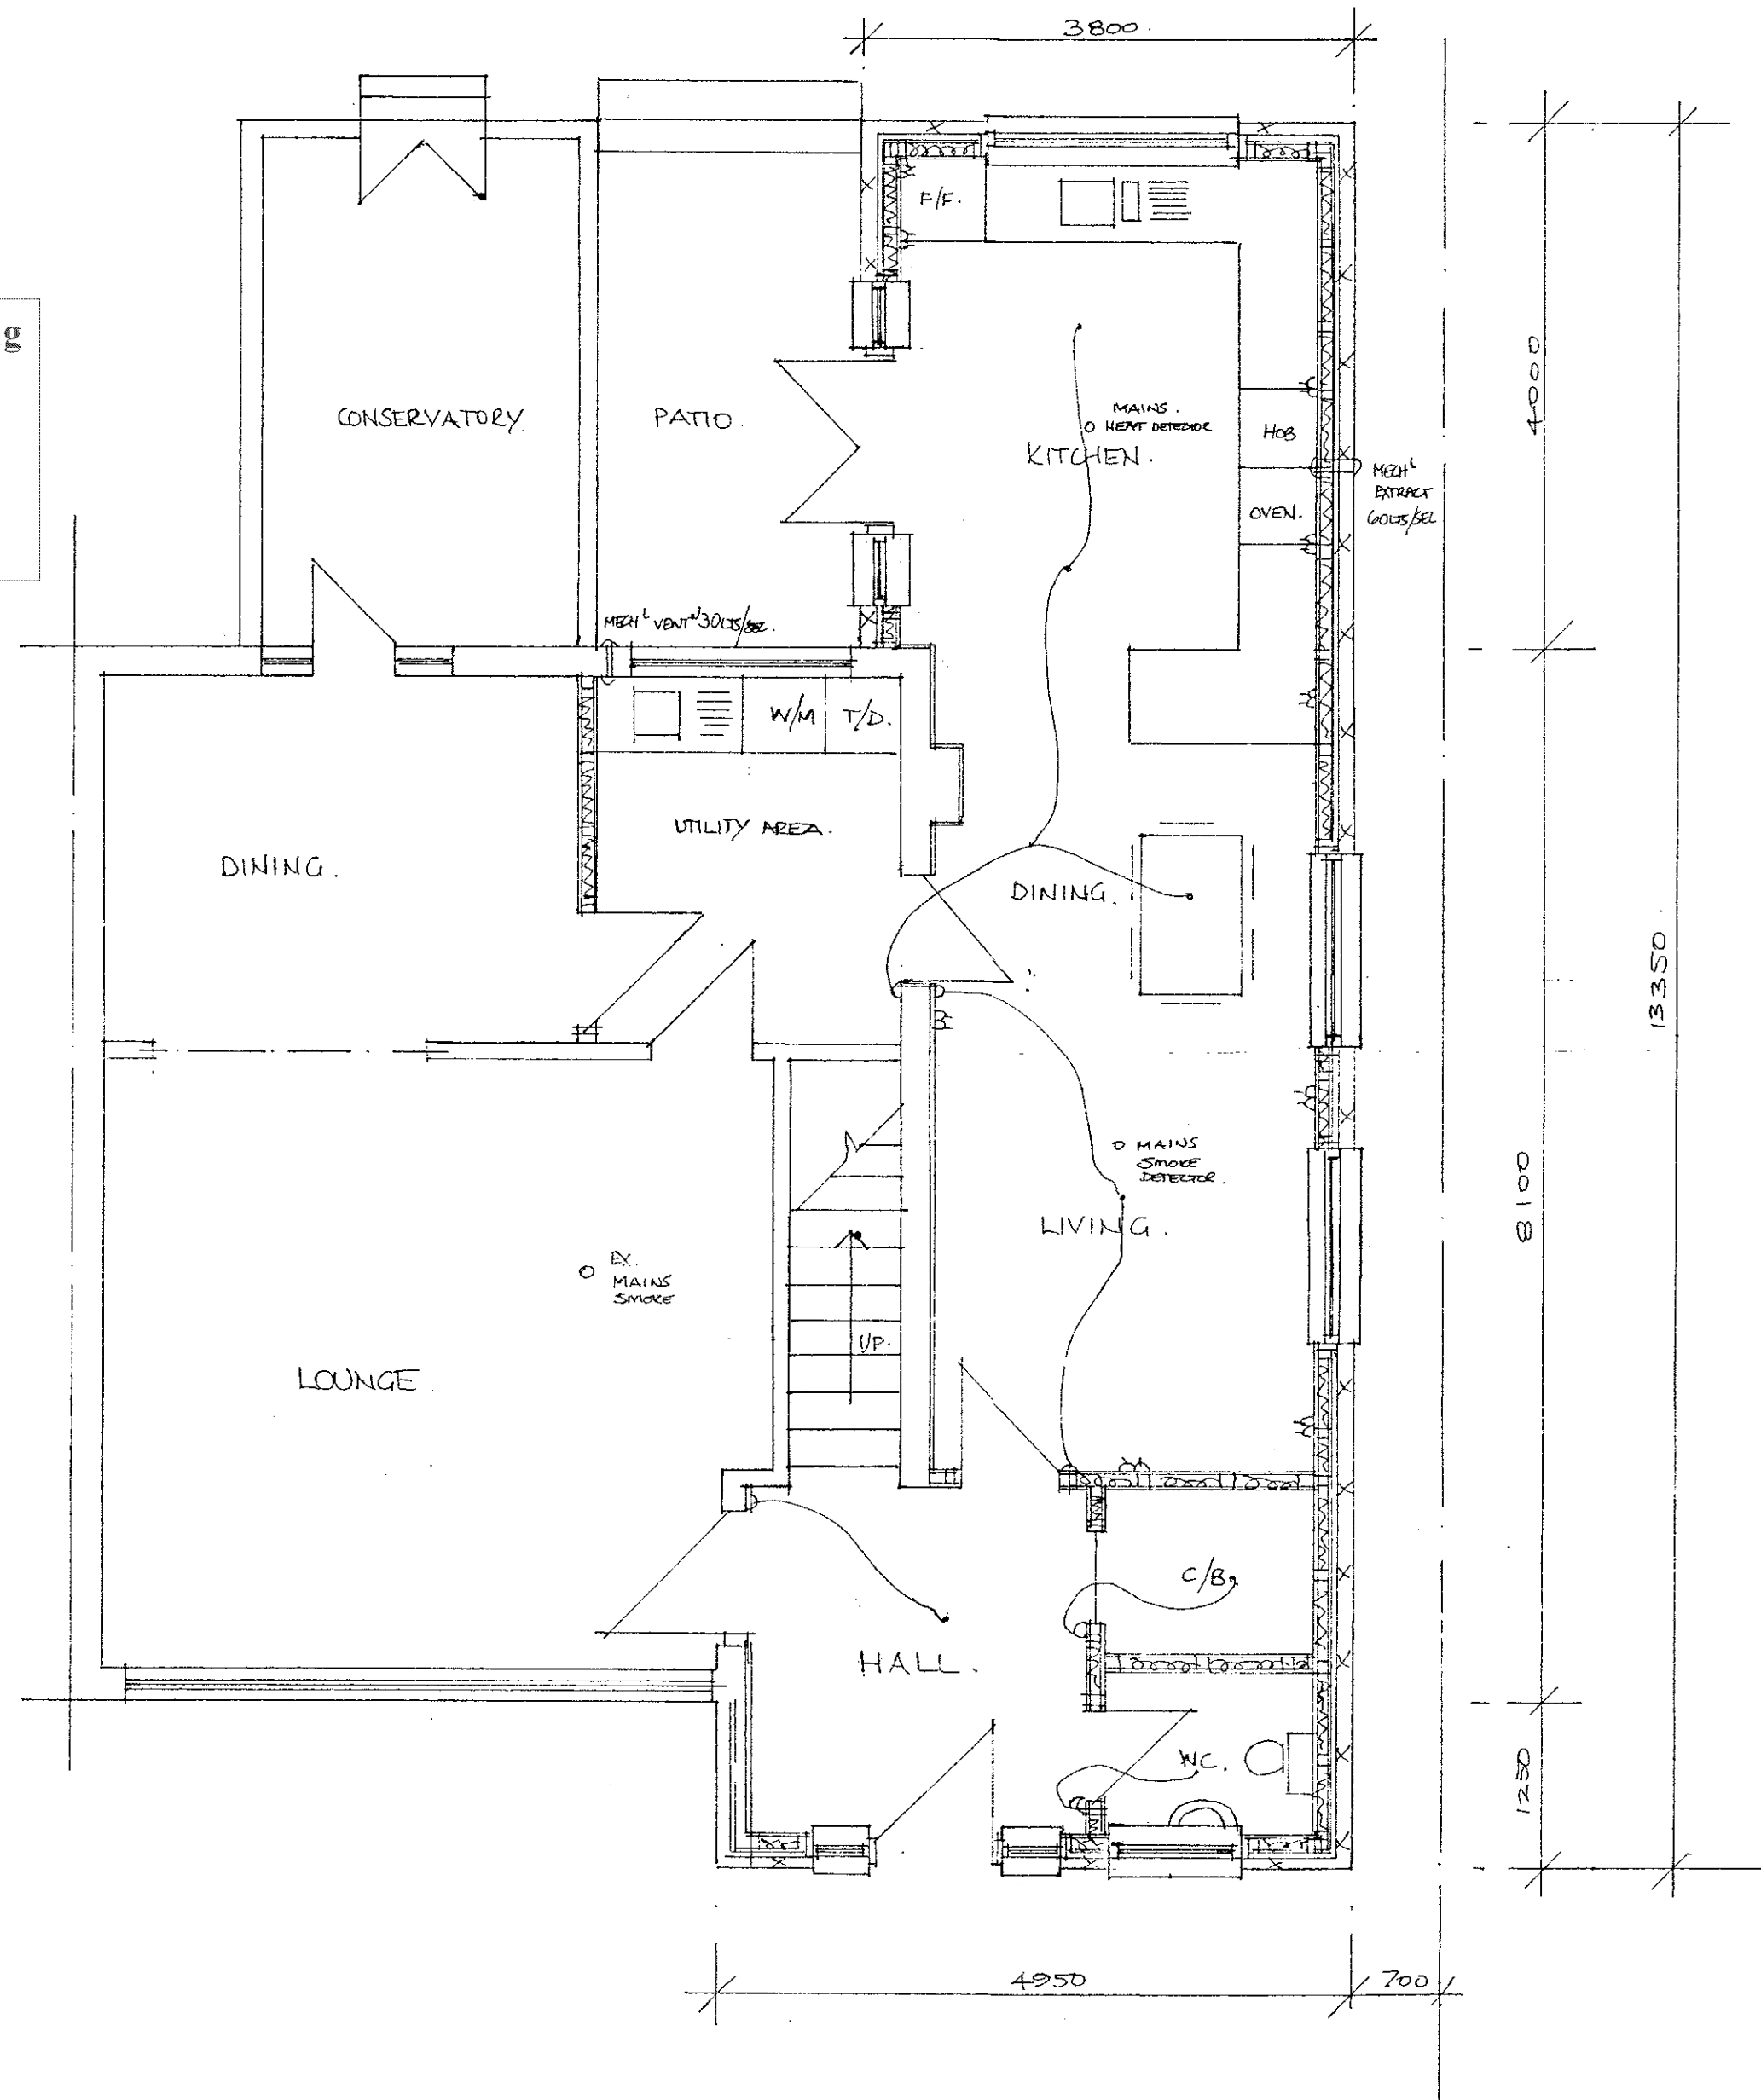 3800.
g
F/F.
CONSERVATORY.
PATIO.
MAINS.
HEAT DETECTOR
KITCHEN.
HOB
OVEN.
MECH'L
EXTRACT
60LTS/SEC
4000
MECH'L VENT'N 30LTS/SEC.
W/M
T/D.
UTILITY AREA.
DINING.
DINING.
13350.
MAINS
SMOKE
DETECTOR.
LIVING.
8100
EX.
MAINS
SMOKE
UP.
LOUNGE.
C/B
HALL.
WC.
1250
4950
700